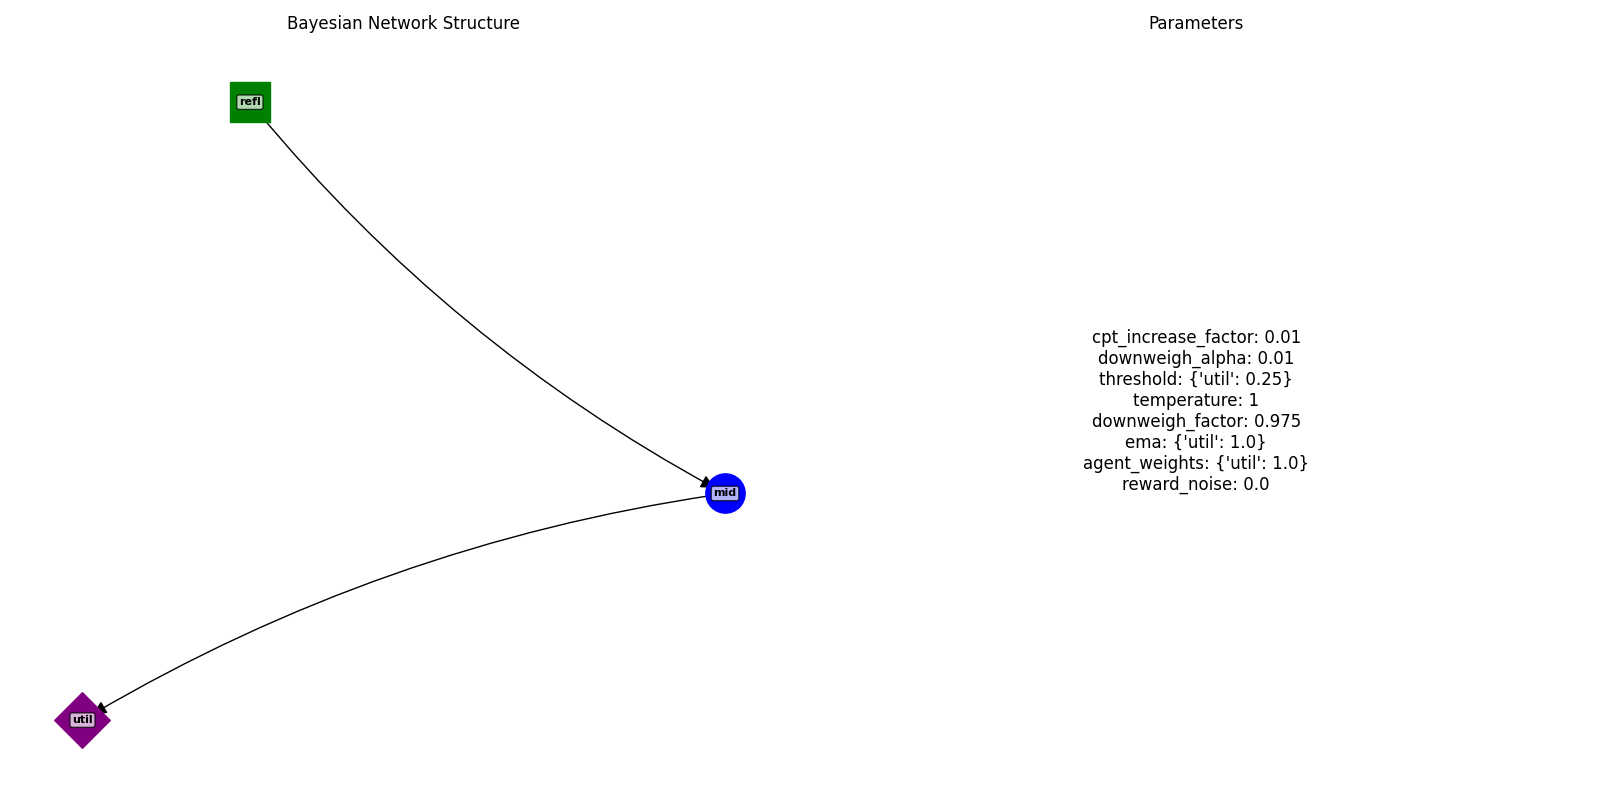 Bayesian Network Structure
refl
mid
util
Parameters
cpt_increase_factor: 0.01
downweigh_alpha: 0.01
threshold: {'util': 0.25}
temperature: 1
downweigh_factor: 0.975
ema: {'util': 1.0}
agent_weights: {'util': 1.0}
reward_noise: 0.0